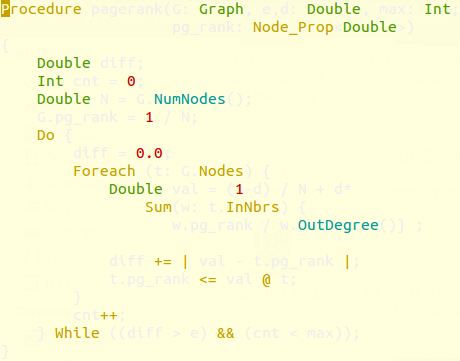 Procedure pagerank(G: Graph, e,d: Double, max: Int,
pg_rank: Node_Prop<Double>)
{
Double diff;
Int cnt = 0;
Double N = G.NumNodes();
G.pg_rank = 1 / N;
Do {
diff = 0.0;
Foreach (t: G.Nodes) {
Double val = (1-d) / N + d*
Sum(w: t.InNbrs) {
w.pg_rank / w.OutDegree()} ;

diff += | val - t.pg_rank |;
t.pg_rank <= val @ t;
}
cnt++;
} While ((diff > e) && (cnt < max));
}